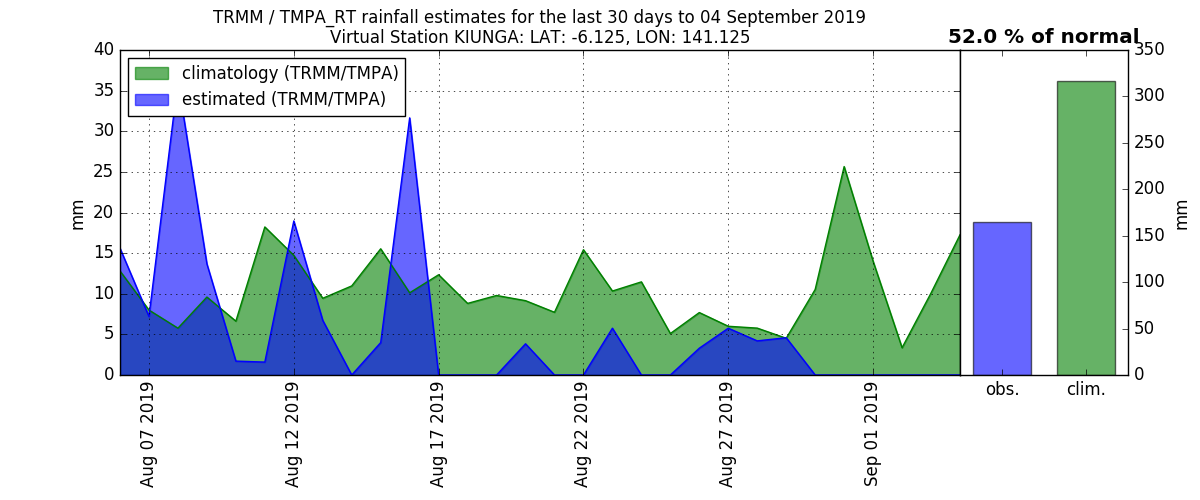 TRMM / TMPA_RT rainfall estimates for the last 30 days to 04 September 2019
Virtual Station KIUNGA: LAT: -6.125, LON: 141.125
52.0 % of normal
climatology (TRMM/TMPA)
estimated (TRMM/TMPA)
40
35
30
25
20
15
10
5
0
mm
Aug 07 2019
Aug 12 2019
Aug 17 2019
Aug 22 2019
Aug 27 2019
Sep 01 2019
obs.
clim.
350
300
250
200
150
100
50
0
mm